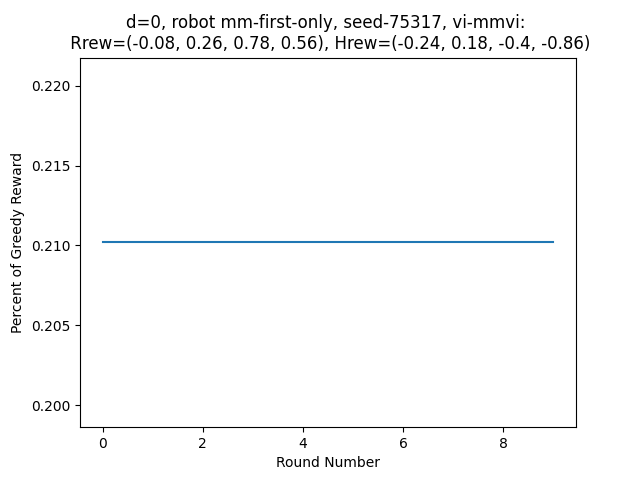 d=0, robot mm-first-only, seed-75317, vi-mmvi:
Rrew=(-0.08, 0.26, 0.78, 0.56), Hrew=(-0.24, 0.18, -0.4, -0.86)
0.220
0.215
0.210
0.205
0.200
Percent of Greedy Reward
0 2 4 6 8
Round Number